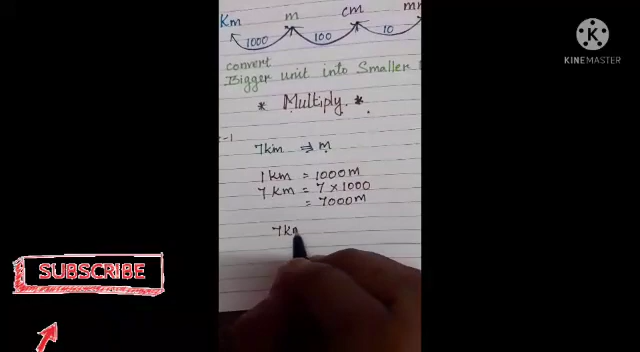 Km m cm
1000 100 10
convert
Bigger unit into Smaller
* Multiply. *
7km ⇒ m
1 km = 1000m
7 km = 7 × 1000
= 7000m
7k
SUBSCRIBE
K
KINEMASTER